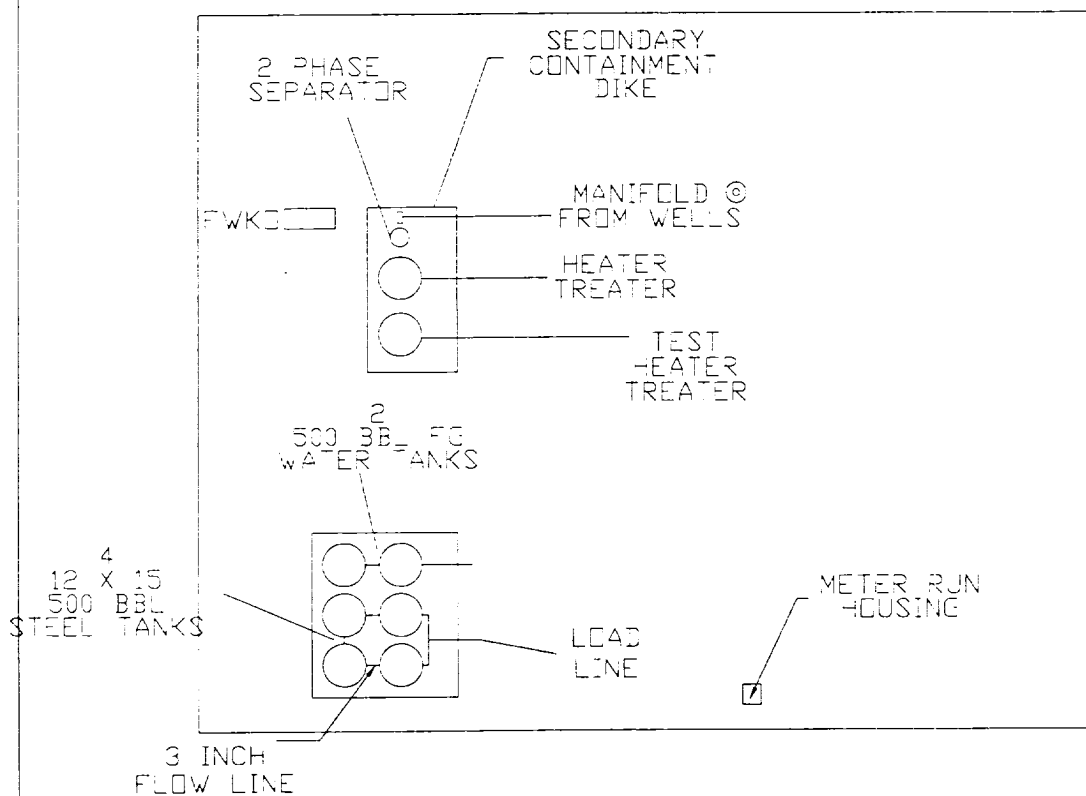 SECONDARY
CONTAINMENT
DIKE
2 PHASE
SEPARATOR
MANIFOLD @
FROM WELLS
FWKO
HEATER
TREATER
TEST
HEATER
TREATER
2
500 BBL FG
WATER TANKS
4
12 X 15
500 BBL
STEEL TANKS
METER RUN
HOUSING
LOAD
LINE
3 INCH
FLOW LINE